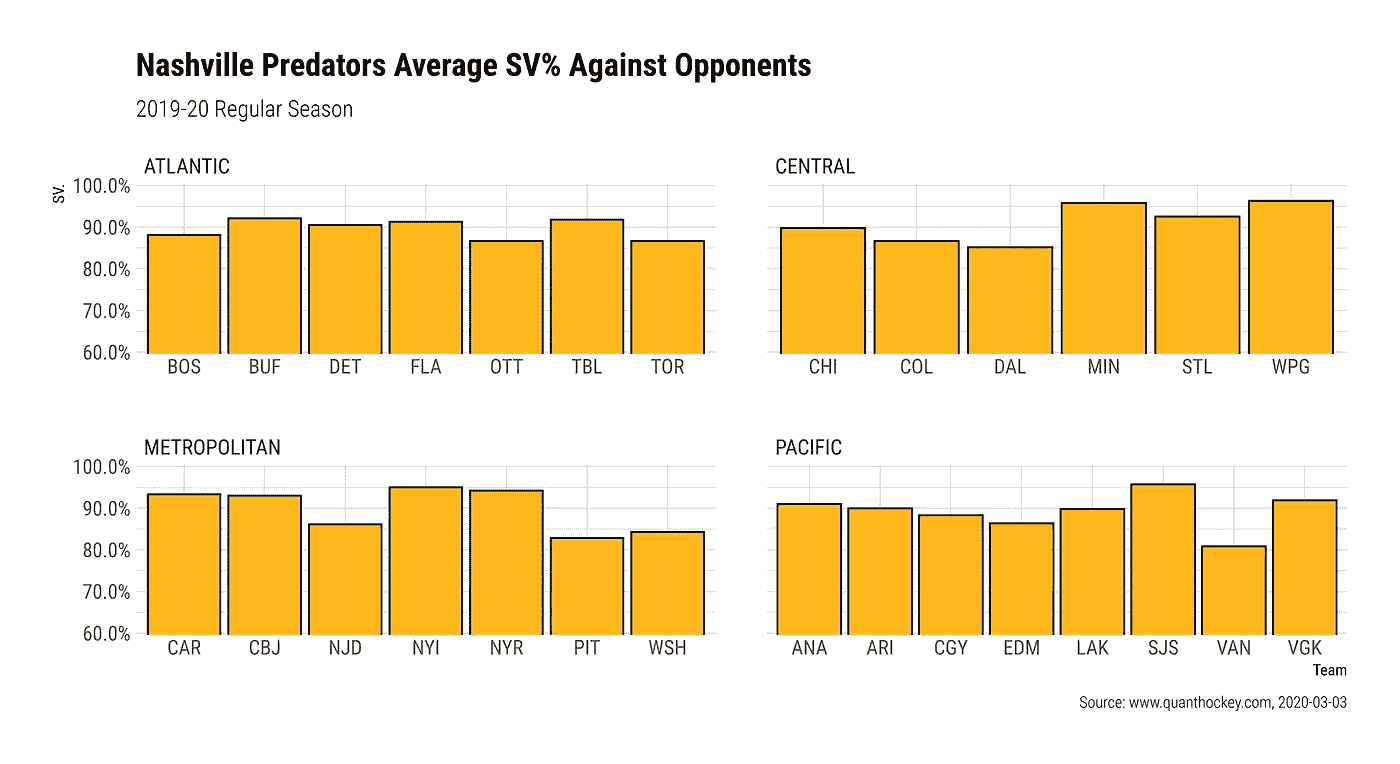 Nashville Predators Average SV% Against Opponents
2019-20 Regular Season
ATLANTIC
CENTRAL
SV.
100.0%
90.0%
80.0%
70.0%
60.0%
BOS BUF DET FLA OTT TBL TOR
CHI COL DAL MIN STL WPG
METROPOLITAN
PACIFIC
100.0%
90.0%
80.0%
70.0%
60.0%
CAR CBJ NJD NYI NYR PIT WSH
ANA ARI CGY EDM LAK SJS VAN VGK
Team
Source: www.quanthockey.com, 2020-03-03